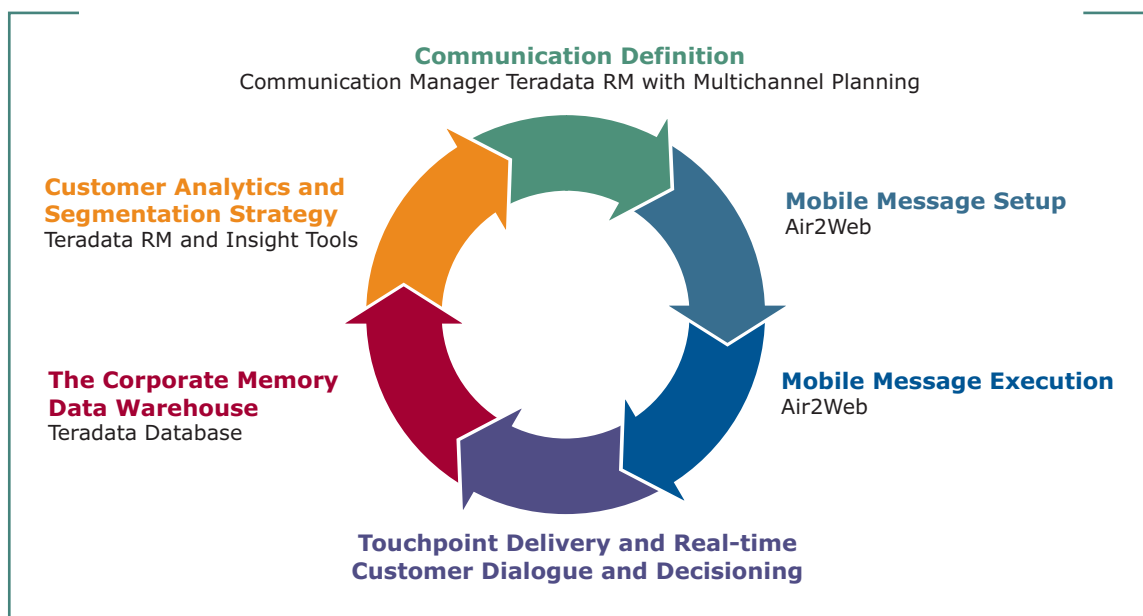 Communication Definition
Communication Manager Teradata RM with Multichannel Planning
Customer Analytics and
Segmentation Strategy
Teradata RM and Insight Tools
Mobile Message Setup
Air2Web
The Corporate Memory
Data Warehouse
Teradata Database
Mobile Message Execution
Air2Web
Touchpoint Delivery and Real-time
Customer Dialogue and Decisioning